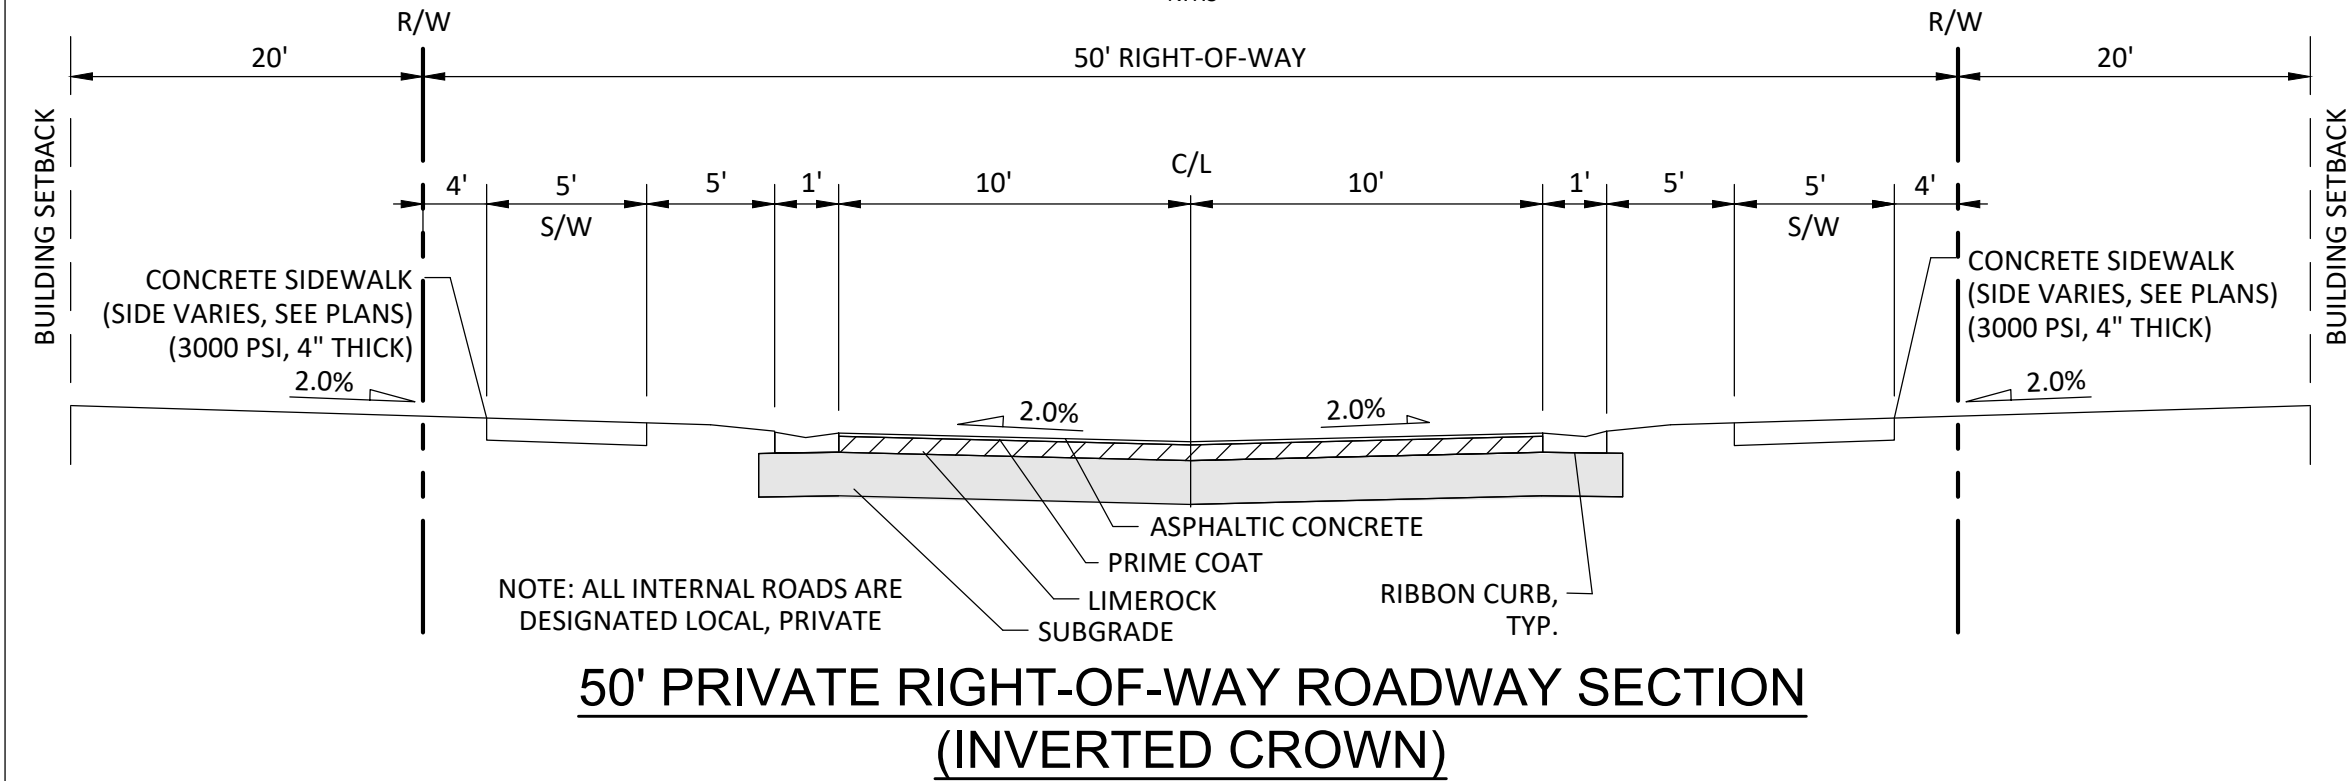 R/W
R/W
20'
50' RIGHT-OF-WAY
20'
BUILDING SETBACK
BUILDING SETBACK
C/L
4'
5'
5'
1'
10'
10'
1'
5'
5'
4'
S/W
S/W
CONCRETE SIDEWALK
(SIDE VARIES, SEE PLANS)
(3000 PSI, 4" THICK)
CONCRETE SIDEWALK
(SIDE VARIES, SEE PLANS)
(3000 PSI, 4" THICK)
2.0%
2.0%
2.0%
2.0%
ASPHALTIC CONCRETE
PRIME COAT
LIMEROCK
SUBGRADE
NOTE: ALL INTERNAL ROADS ARE
DESIGNATED LOCAL, PRIVATE
RIBBON CURB,
TYP.
50' PRIVATE RIGHT-OF-WAY ROADWAY SECTION
(INVERTED CROWN)